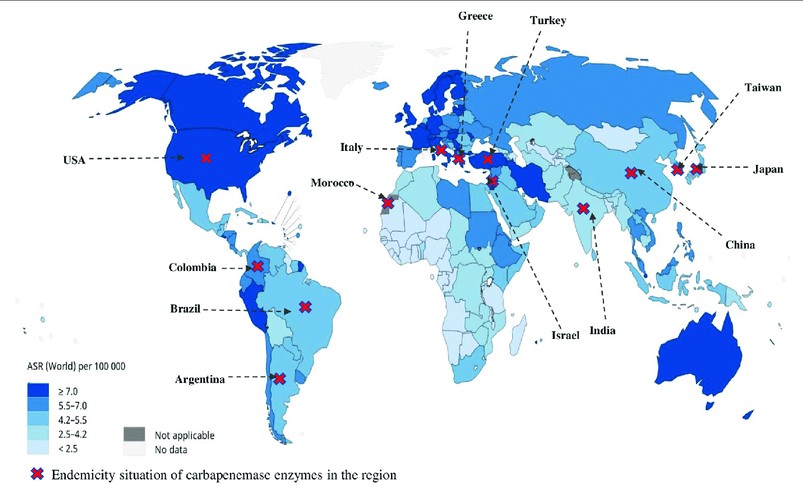 Greece
Turkey
Taiwan
USA
Italy
Japan
Morocco
China
Colombia
Brazil
Israel
India
Argentina
ASR (World) per 100 000
≥ 7.0
5.5–7.0
4.2–5.5
2.5–4.2
< 2.5
Not applicable
No data
Endemicity situation of carbapenemase enzymes in the region